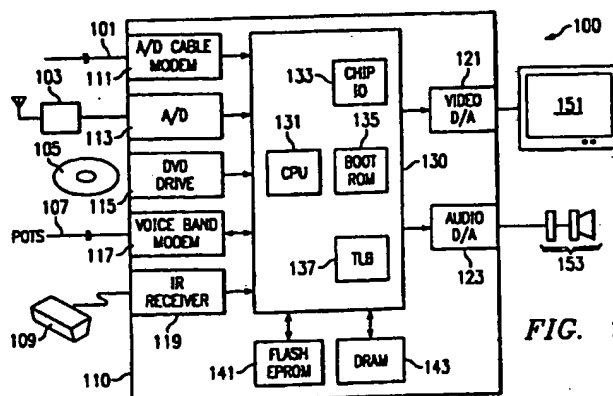 100
101
A/D CABLE
MODEM
111
103
113
A/D
105
DVD
DRIVE
115
107
POTS
VOICE BAND
MODEM
117
IR
RECEIVER
109
119
110
133
CHIP
IO
131
CPU
135
BOOT
ROM
130
137
TLB
121
VIDEO
D/A
151
AUDIO
D/A
123
153
141
FLASH
EPROM
DRAM
143
FIG.